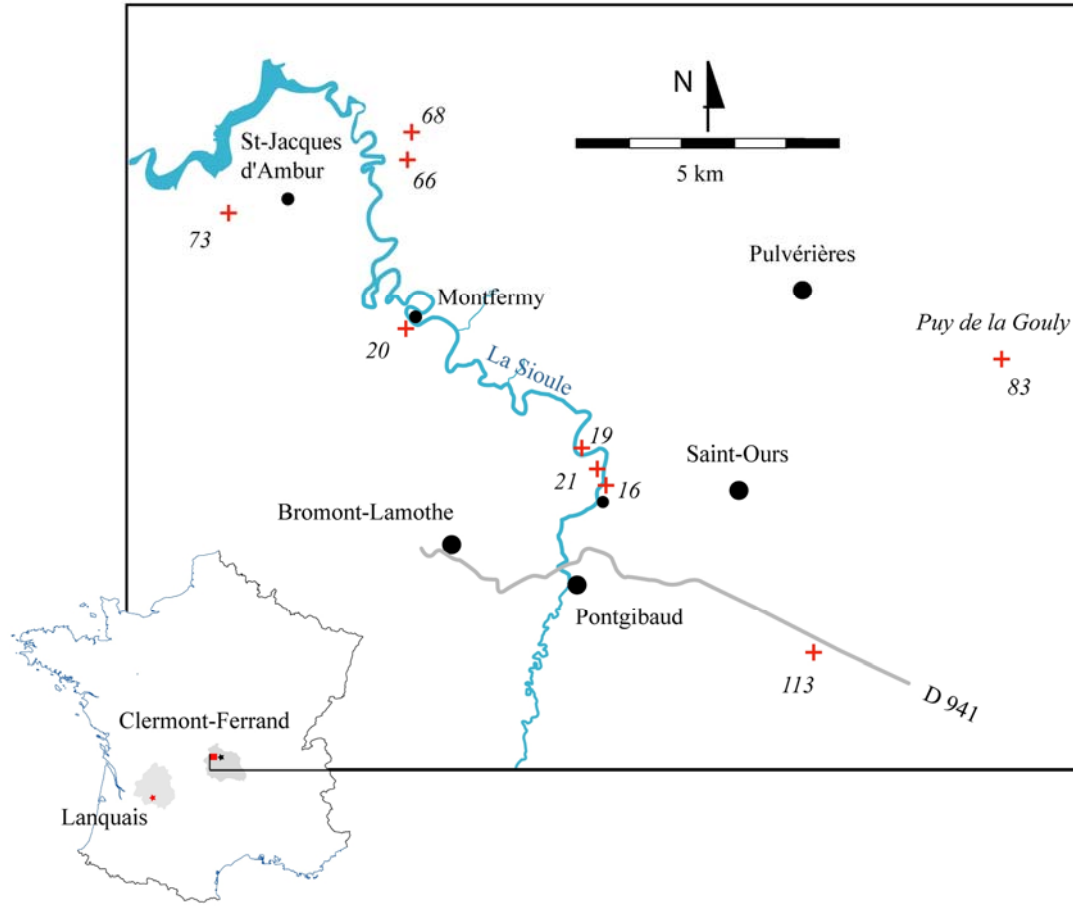 N
68
St-Jacques
d'Ambur
66
5 km
73
Pulvérières
Montfermy
Puy de la Gouly
20
La Sioule
83
19
Saint-Ours
21
16
Bromont-Lamothe
Pontgibaud
113
D 941
Clermont-Ferrand
Lanquais